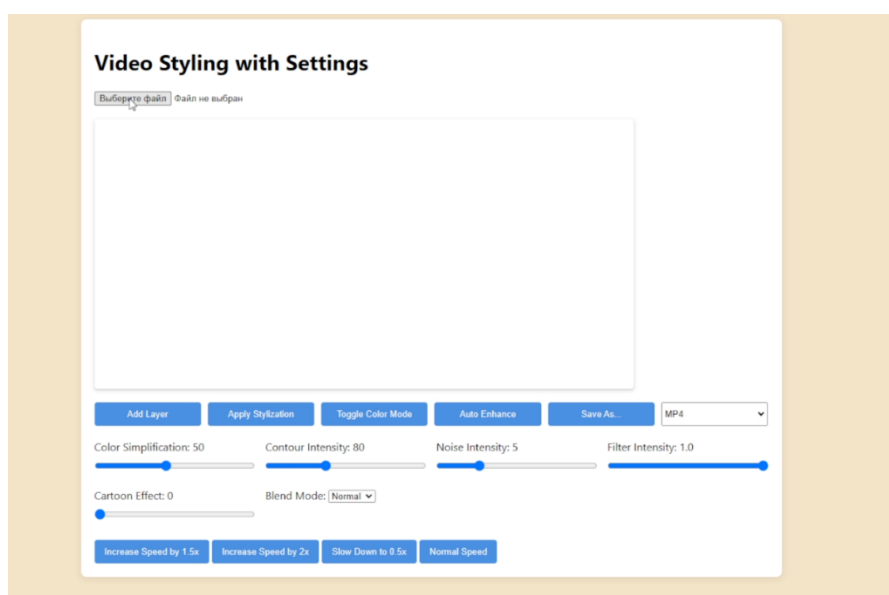 Video Styling with Settings
Выберите файл Файл не выбран
Add Layer Apply Stylization Toggle Color Mode Auto Enhance Save As... MP4
Color Simplification: 50 Contour Intensity: 80 Noise Intensity: 5 Filter Intensity: 1.0
Cartoon Effect: 0 Blend Mode: Normal
Increase Speed by 1.5x Increase Speed by 2x Slow Down to 0.5x Normal Speed